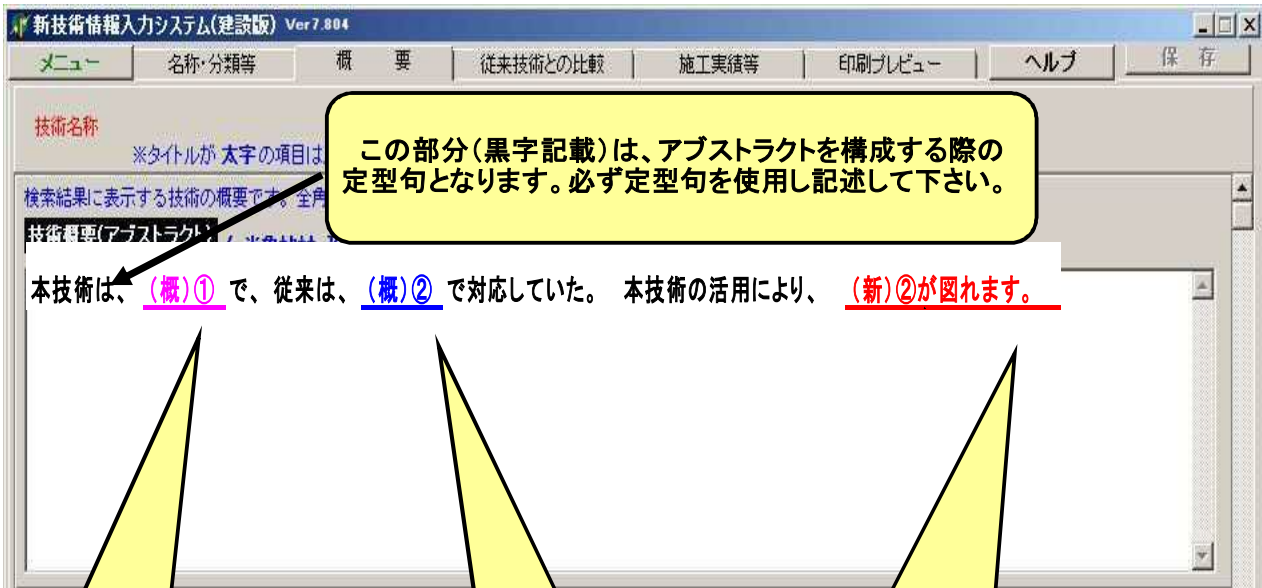 新技術情報入力システム(建設版) Ver7.804
メニュー 名称・分類等 概 要 従来技術との比較 施工実績等 印刷プレビュー ヘルプ 保 存
技術名称
※タイトルが 太字の項目は
この部分(黒字記載)は、アブストラクトを構成する際の
定型句となります。必ず定型句を使用し記述して下さい。
検索結果に表示する技術の概要です。全角
技術概要(アブストラクト)
本技術は、(概)① で、従来は、(概)② で対応していた。 本技術の活用により、 (新)②が図れます。